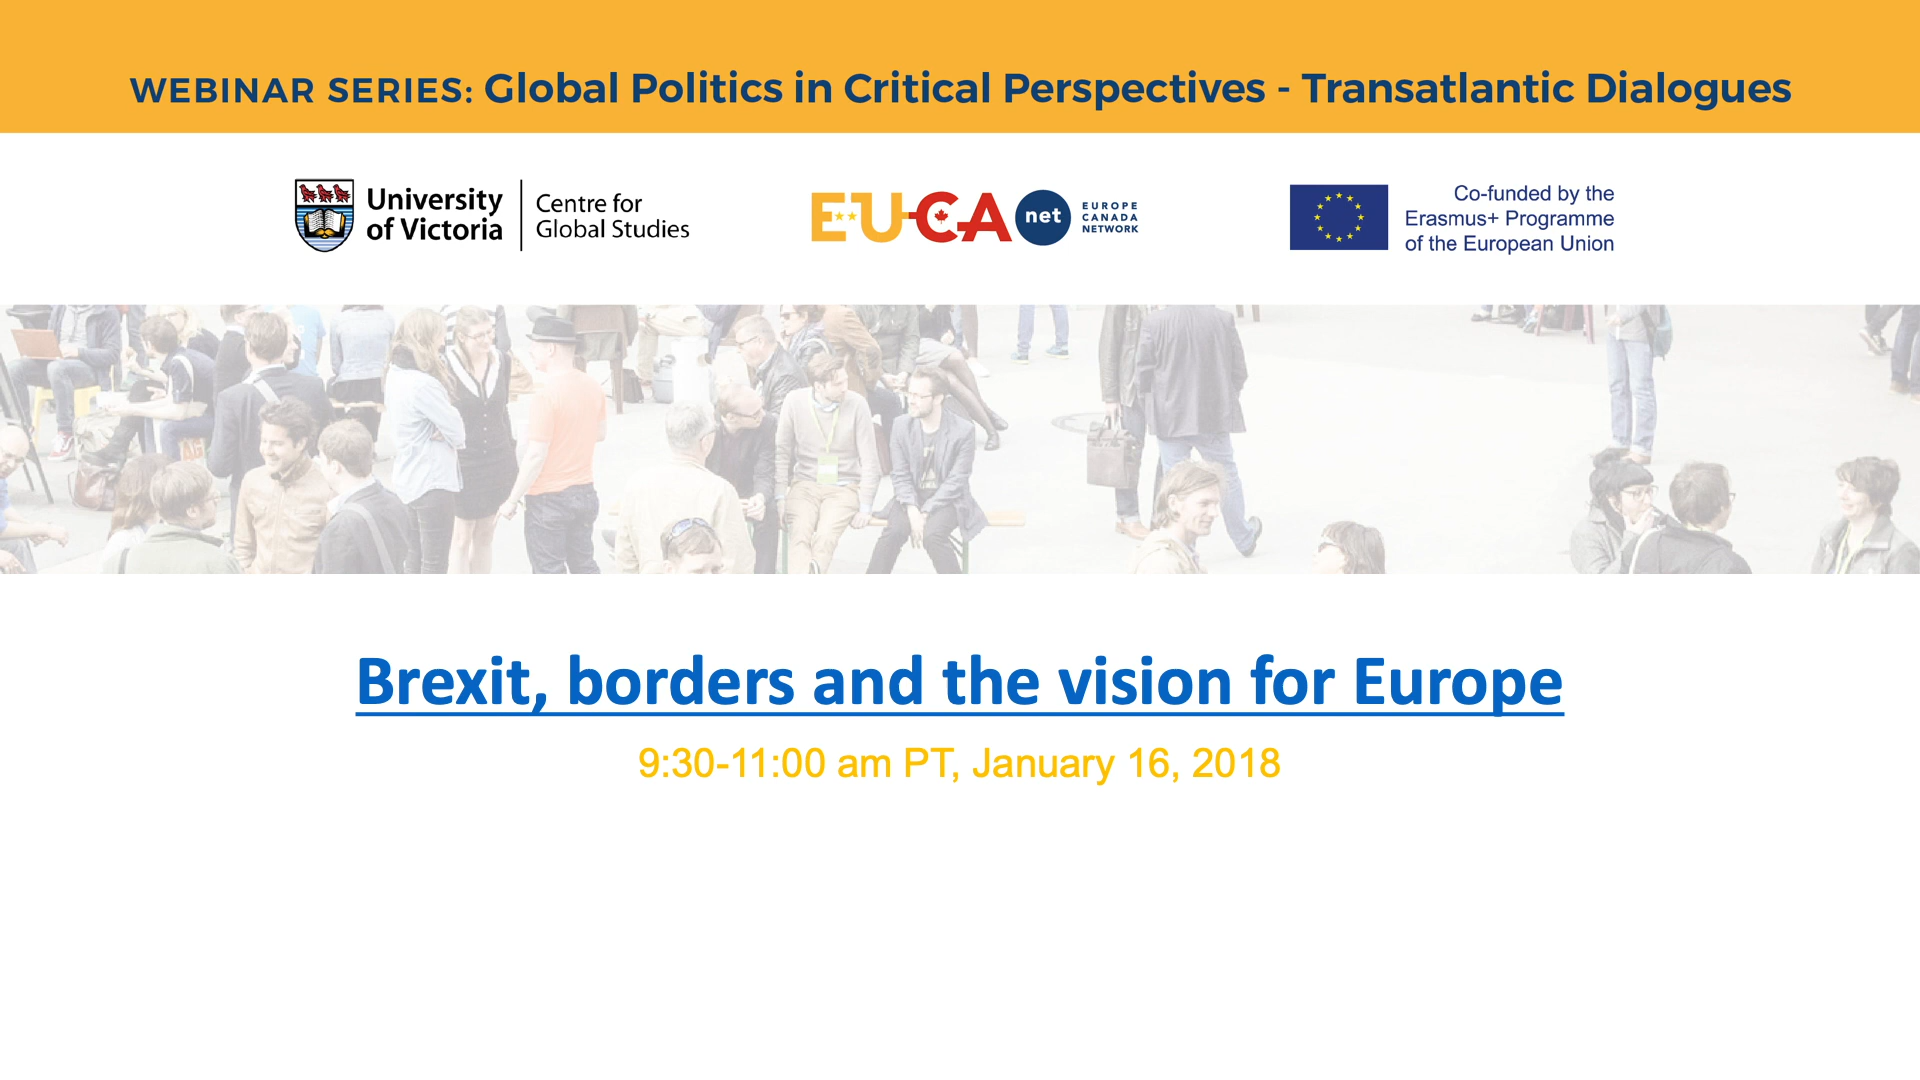 WEBINAR SERIES: Global Politics in Critical Perspectives - Transatlantic Dialogues
University
of Victoria
Centre for
Global Studies
EU-CA net
EUROPE
CANADA
NETWORK
Co-funded by the
Erasmus+ Programme
of the European Union
Brexit, borders and the vision for Europe
9:30-11:00 am PT, January 16, 2018